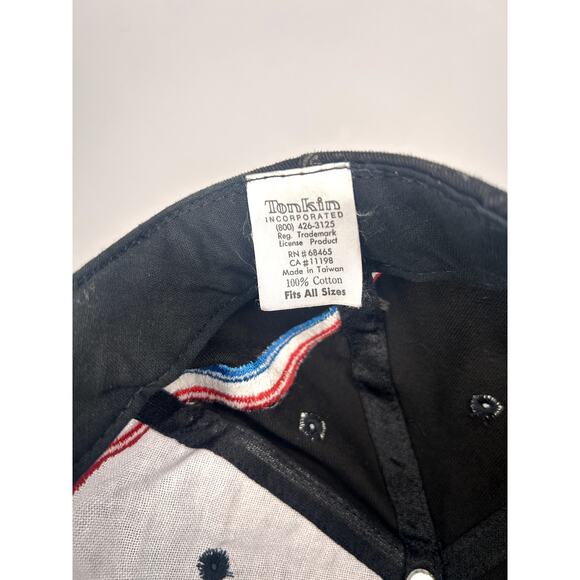 Tonkin
INCORPORATED
(800) 426-3125
Reg. Trademark
License Product
RN#68465
CA#11198
Made in Taiwan
100% Cotton
Fits All Sizes